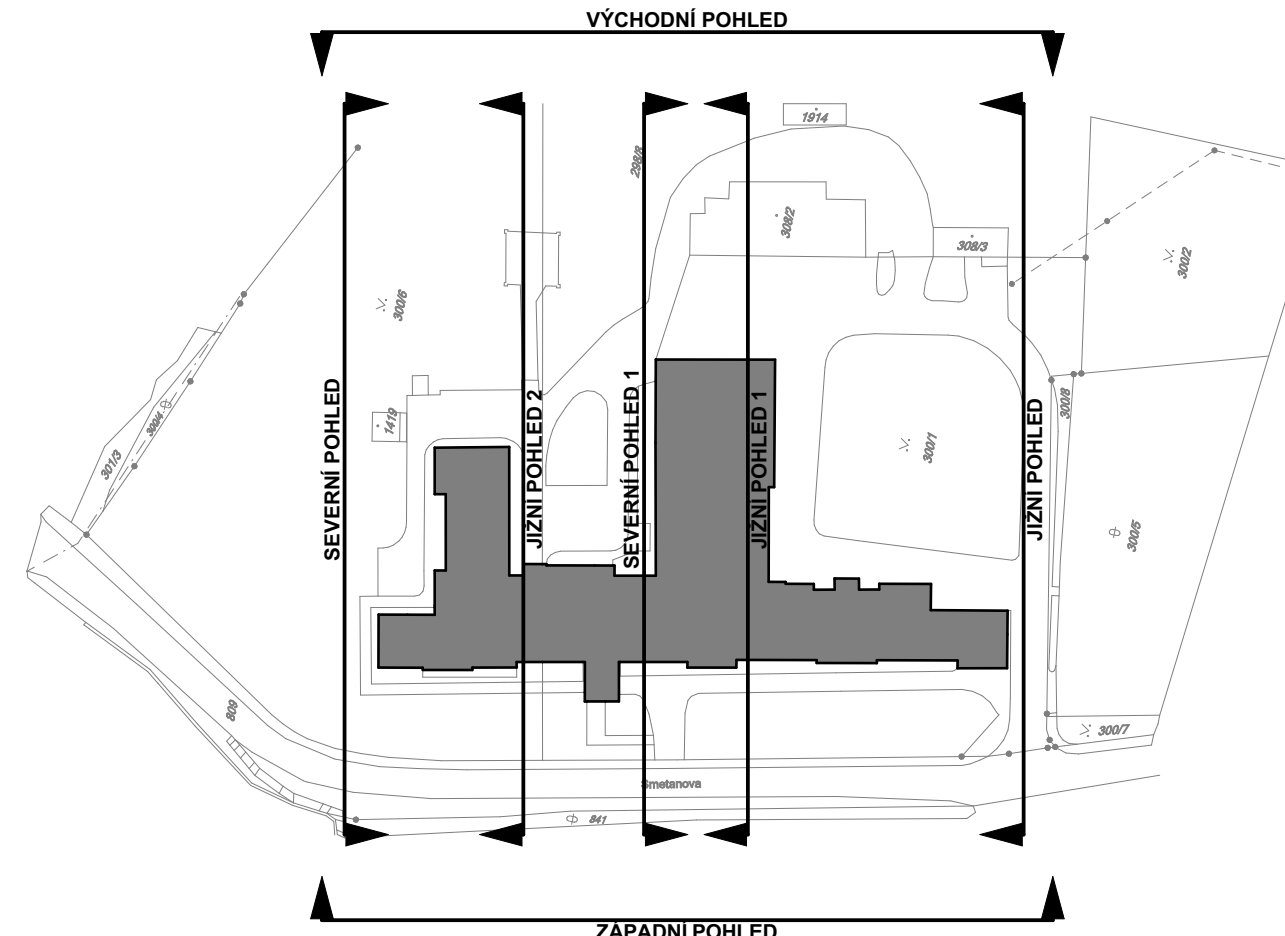 VÝCHODNÍ POHLED
1914
298/8
308/2
308/3
300/2
300/6
SEVERNÍ POHLED
JIŽNÍ POHLED 2
SEVERNÍ POHLED 1
JIŽNÍ POHLED 1
JIŽNÍ POHLED
300/8
300/4
1419
301/3
300/1
300/5
809
300/7
Smetanova
841
ZÁPADNÍ POHLED